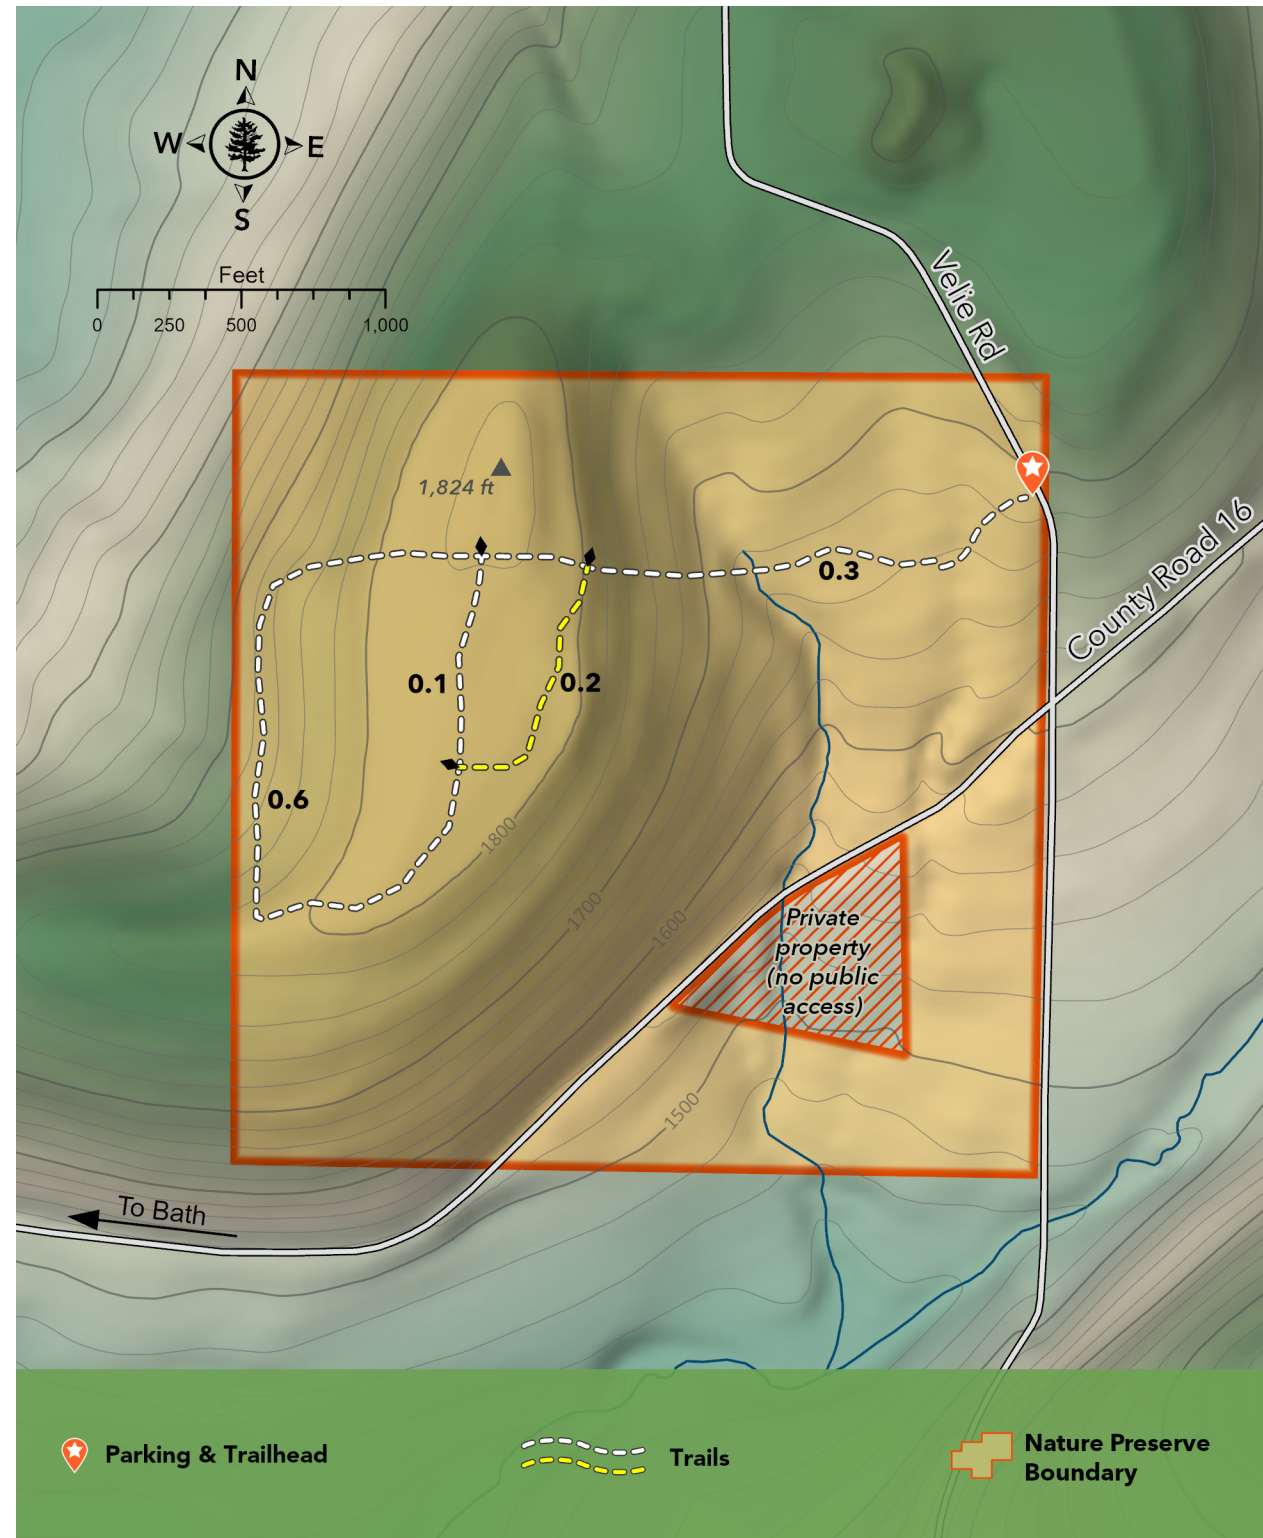 N
W
E
S
Feet
0
250
500
1,000
Velie Rd
1,824 ft
County Road 16
0.3
0.1
0.2
0.6
1800
1700
1600
Private
property
(no public
access)
1500
To Bath
Parking & Trailhead
Trails
Nature Preserve
Boundary